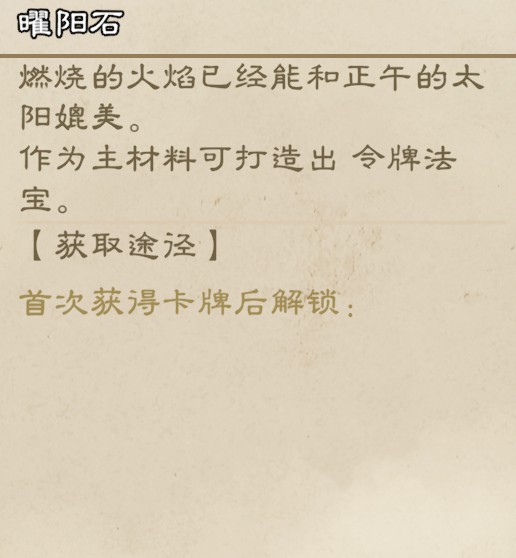 曜阳石
燃烧的火焰已经能和正午的太
阳媲美。
作为主材料可打造出 令牌法
宝。
【获取途径】
首次获得卡牌后解锁：